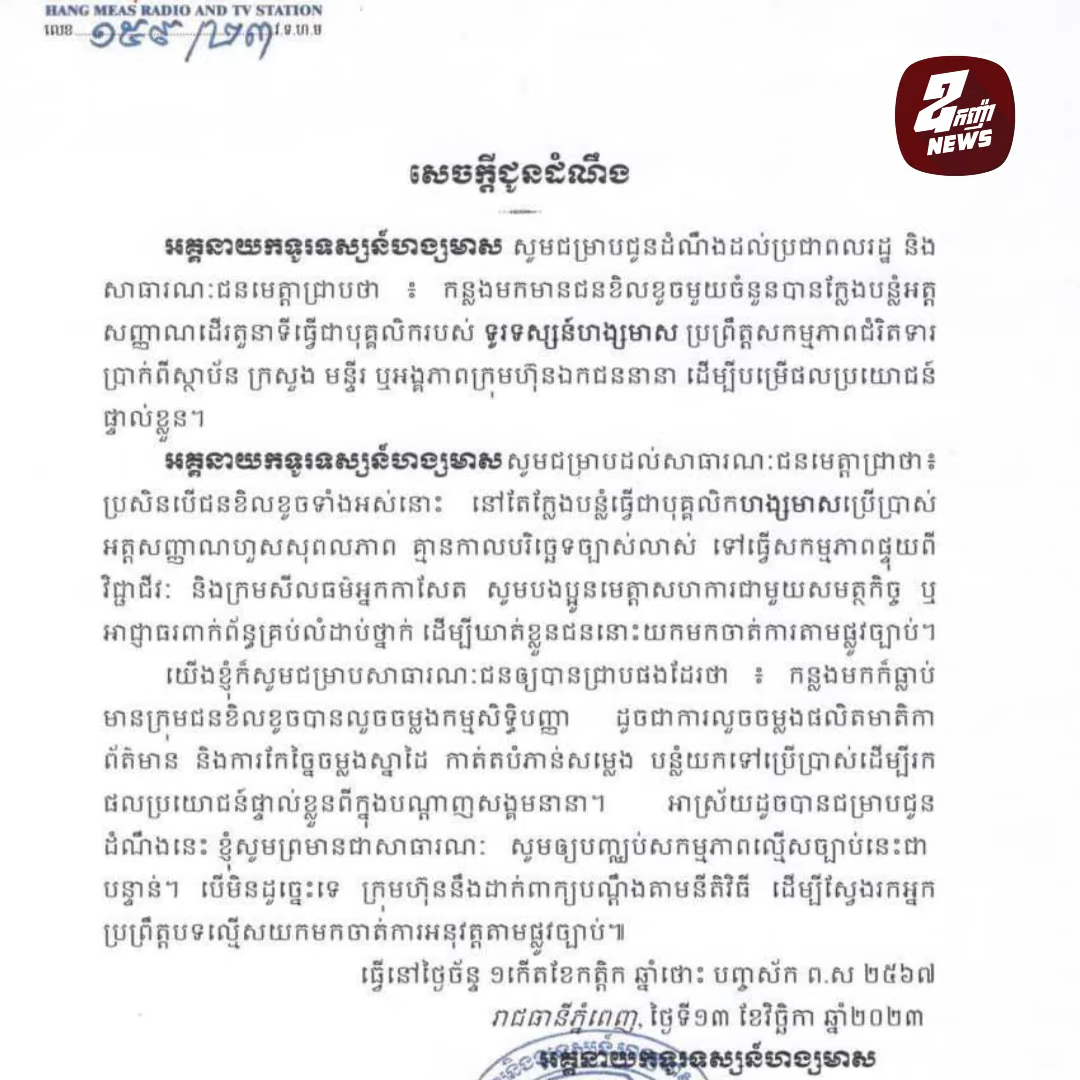 HANG MEAS RADIO AND TV STATION
លេខ ១៥៩/២៣ វ.ទ.ហ.ម
ឧកញ៉ា
NEWS
សេចក្តីជូនដំណឹង
អគ្គនាយកទូរទស្សន៍ហង្សមាស សូមជម្រាបជូនដំណឹងដល់ប្រជាពលរដ្ឋ និង
សាធារណៈជនមេត្តាជ្រាបថា ៖ កន្លងមកមានជនខិលខូចមួយចំនួនបានក្លែងបន្លំអត្ត
សញ្ញាណដើរតួនាទីធ្វើជាបុគ្គលិករបស់ ទូរទស្សន៍ហង្សមាស ប្រព្រឹត្តសកម្មភាពជំរិតទារ
ប្រាក់ពីស្ថាប័ន ក្រសួង មន្ទីរ ឬអង្គភាពក្រុមហ៊ុនឯកជននានា ដើម្បីបម្រើផលប្រយោជន៍
ផ្ទាល់ខ្លួន។
អគ្គនាយកទូរទស្សន៍ហង្សមាស សូមជម្រាបដល់សាធារណៈជនមេត្តាជ្រាថា៖
ប្រសិនបើជនខិលខូចទាំងអស់នោះ នៅតែក្លែងបន្លំធ្វើជាបុគ្គលិកហង្សមាសប្រើប្រាស់
អត្តសញ្ញាណហួសសុពលភាព គ្មានកាលបរិច្ឆេទច្បាស់លាស់ ទៅធ្វើសកម្មភាពផ្ទុយពី
វិជ្ជាជីវៈ និងក្រមសីលធម៌អ្នកកាសែត សូមបងប្អូនមេត្តាសហការជាមួយសមត្ថកិច្ច ឬ
អាជ្ញាធរពាក់ព័ន្ធគ្រប់លំដាប់ថ្នាក់ ដើម្បីឃាត់ខ្លួនជននោះយកមកចាត់ការតាមផ្លូវច្បាប់។
យើងខ្ញុំក៏សូមជម្រាបសាធារណៈជនឲ្យបានជ្រាបផងដែរថា ៖ កន្លងមកក៏ធ្លាប់
មានក្រុមជនខិលខូចបានលួចចម្លងកម្មសិទ្ធិបញ្ញា ដូចជាការលួចចម្លងផលិតមាតិកា
ព័ត៌មាន និងការកែច្នៃចម្លងស្នាដៃ កាត់តបំភាន់សម្លេង បន្លំយកទៅប្រើប្រាស់ដើម្បីរក
ផលប្រយោជន៍ផ្ទាល់ខ្លួនពីក្នុងបណ្តាញសង្គមនានា។ អាស្រ័យដូចបានជម្រាបជូន
ដំណឹងនេះ ខ្ញុំសូមព្រមានជាសាធារណៈ សូមឲ្យបញ្ឈប់សកម្មភាពល្មើសច្បាប់នេះជា
បន្ទាន់។ បើមិនដូច្នេះទេ ក្រុមហ៊ុននឹងដាក់ពាក្យបណ្តឹងតាមនីតិវិធី ដើម្បីស្វែងរកអ្នក
ប្រព្រឹត្តបទល្មើសយកមកចាត់ការអនុវត្តតាមផ្លូវច្បាប់៕
ធ្វើនៅថ្ងៃច័ន្ទ ១កើតខែកត្តិក ឆ្នាំថោះ បញ្ចស័ក ព.ស ២៥៦៧
រាជធានីភ្នំពេញ, ថ្ងៃទី១៣ ខែវិច្ឆិកា ឆ្នាំ២០២៣
អគ្គនាយកទូរទស្សន៍ហង្សមាស